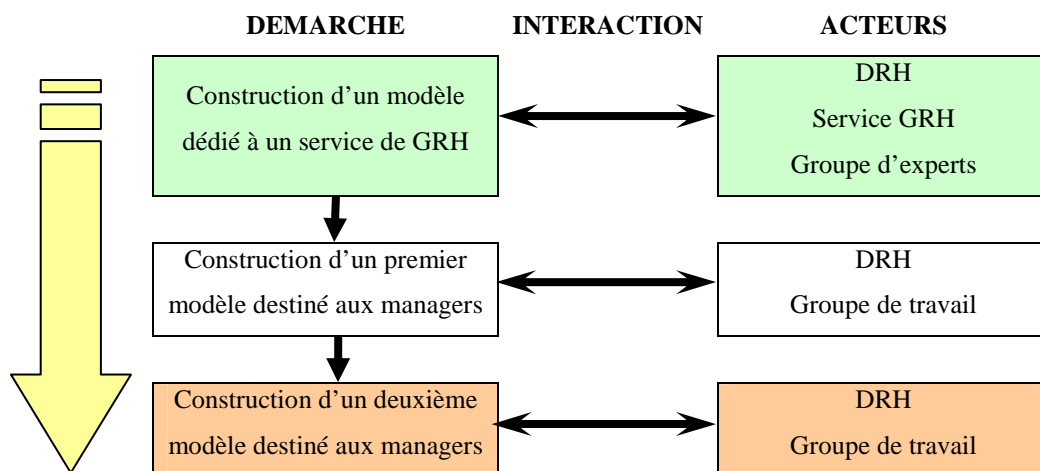 DEMARCHE INTERACTION ACTEURS
Construction d’un modèle
dédié à un service de GRH
DRH
Service GRH
Groupe d’experts
Construction d’un premier
modèle destiné aux managers
DRH
Groupe de travail
Construction d’un deuxième
modèle destiné aux managers
DRH
Groupe de travail